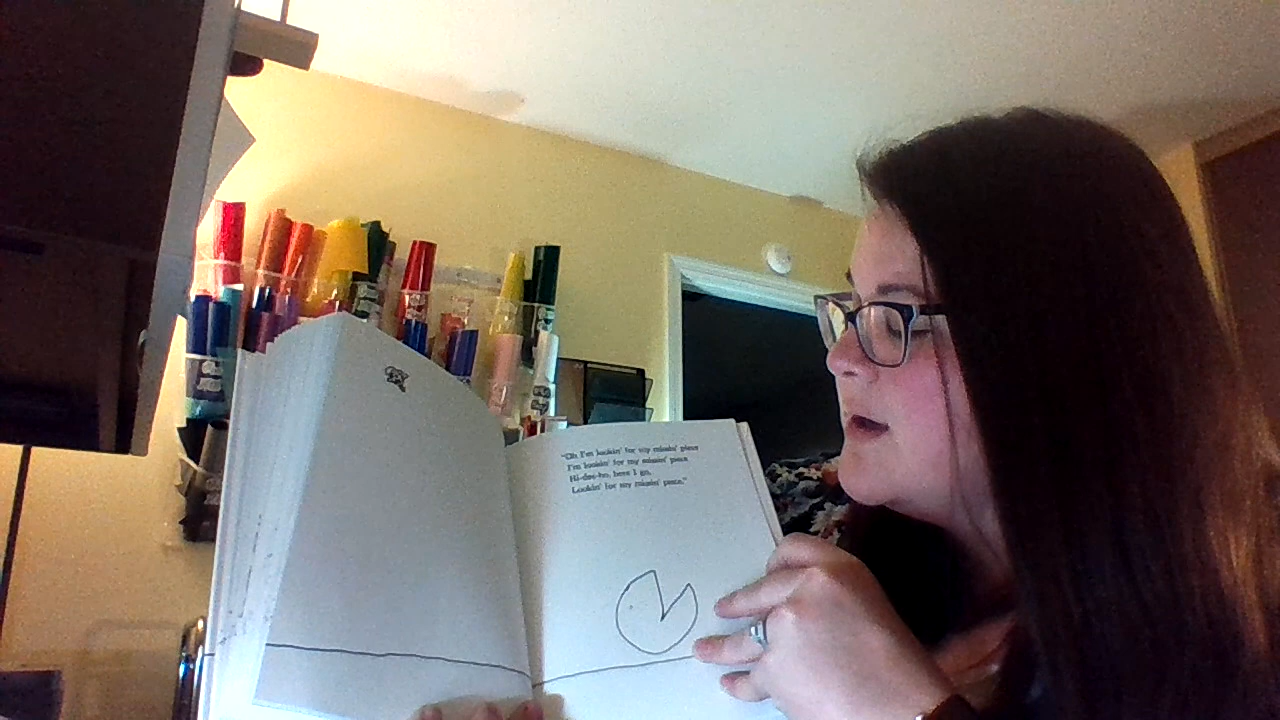 "Oh I'm lookin' for my missin' piece
I'm lookin' for my missin' piece
Hi-dee-ho, here I go,
Lookin' for my missin' piece."